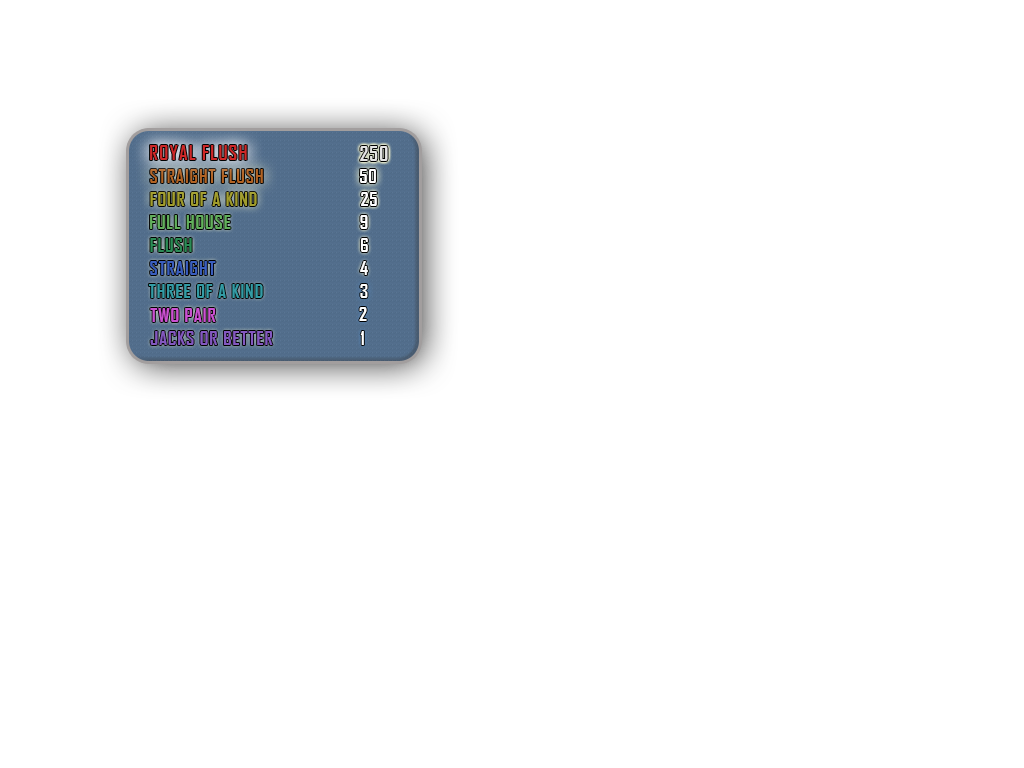 ROYAL FLUSH 250
STRAIGHT FLUSH 50
FOUR OF A KIND 25
FULL HOUSE 9
FLUSH 6
STRAIGHT 4
THREE OF A KIND 3
TWO PAIR 2
JACKS OR BETTER 1